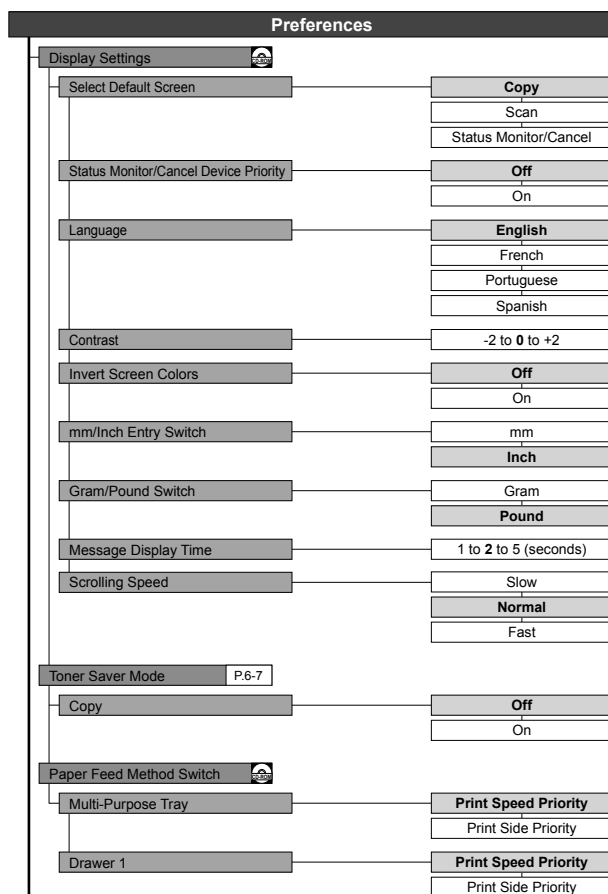 Preferences
Display Settings CD-ROM
Select Default Screen Copy
Scan
Status Monitor/Cancel
Status Monitor/Cancel Device Priority Off
On
Language English
French
Portuguese
Spanish
Contrast -2 to 0 to +2
Invert Screen Colors Off
On
mm/Inch Entry Switch mm
Inch
Gram/Pound Switch Gram
Pound
Message Display Time 1 to 2 to 5 (seconds)
Scrolling Speed Slow
Normal
Fast
Toner Saver Mode P.6-7
Copy Off
On
Paper Feed Method Switch CD-ROM
Multi-Purpose Tray Print Speed Priority
Print Side Priority
Drawer 1 Print Speed Priority
Print Side Priority